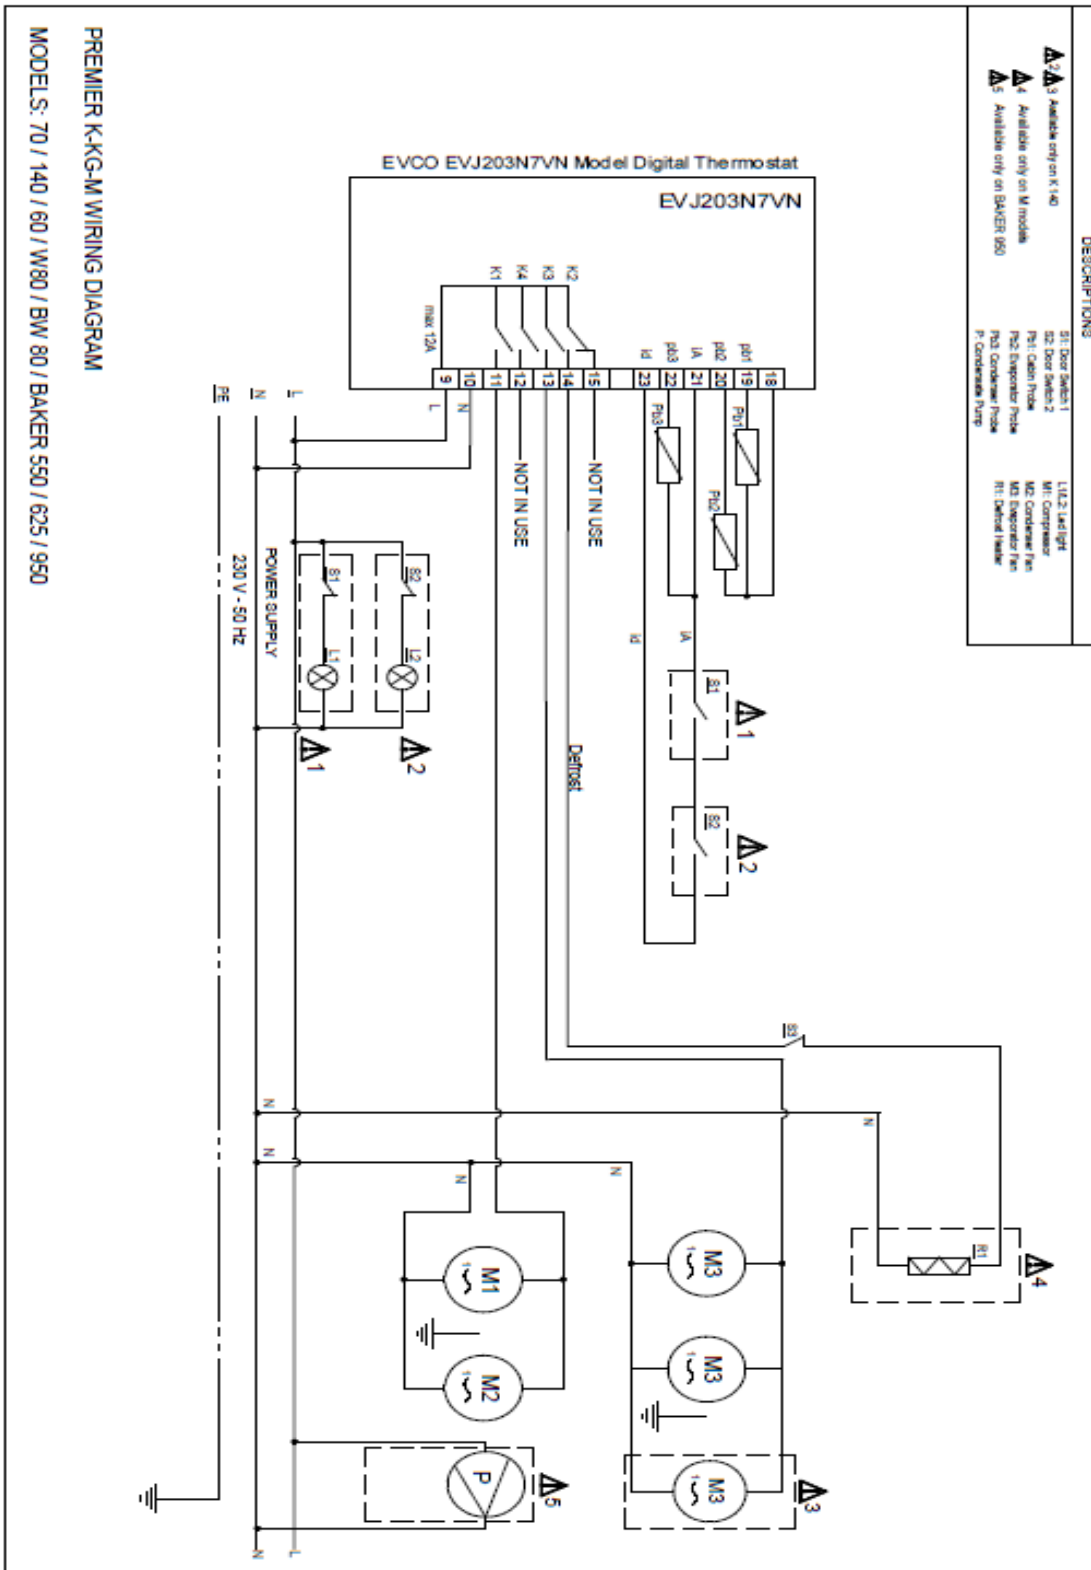 DESCRIPTIONS
2 3 Available only on K 140
4 Available only on M models
5 Available only on BAKER 950
S1: Door Switch 1
S2: Door Switch 2
Pb1: Cabin Probe
Pb2: Evaporator Probe
Pb3: Condenser Probe
P: Condensate Pump
L1/L2: Led light
M1: Compressor
M2: Condenser Fan
M3: Evaporator Fan
R1: Defrost Heater
EVCO EVJ203N7VN Model Digital Thermostat
EVJ203N7VN
K1
K4
K3
K2
max 12A
id
pb3
IA
pb2
pb1
9
10
11
12
13
14
15
23
22
21
20
19
18
L
N
NOT IN USE
NOT IN USE
Pb3
Pb2
Pb1
id
IA
S1
1
S2
2
Defrost
PE
N
L
POWER SUPPLY
230 V - 50 Hz
S1
L1
1
S2
L2
2
S3
N
N
N
N
N
R1
4
M1
1
M2
1
M3
1
M3
1
M3
1
3
P
5
N
L
PREMIER K-KG-M WIRING DIAGRAM
MODELS: 70 / 140 / 60 / W80 / BW 80 / BAKER 550 / 625 / 950